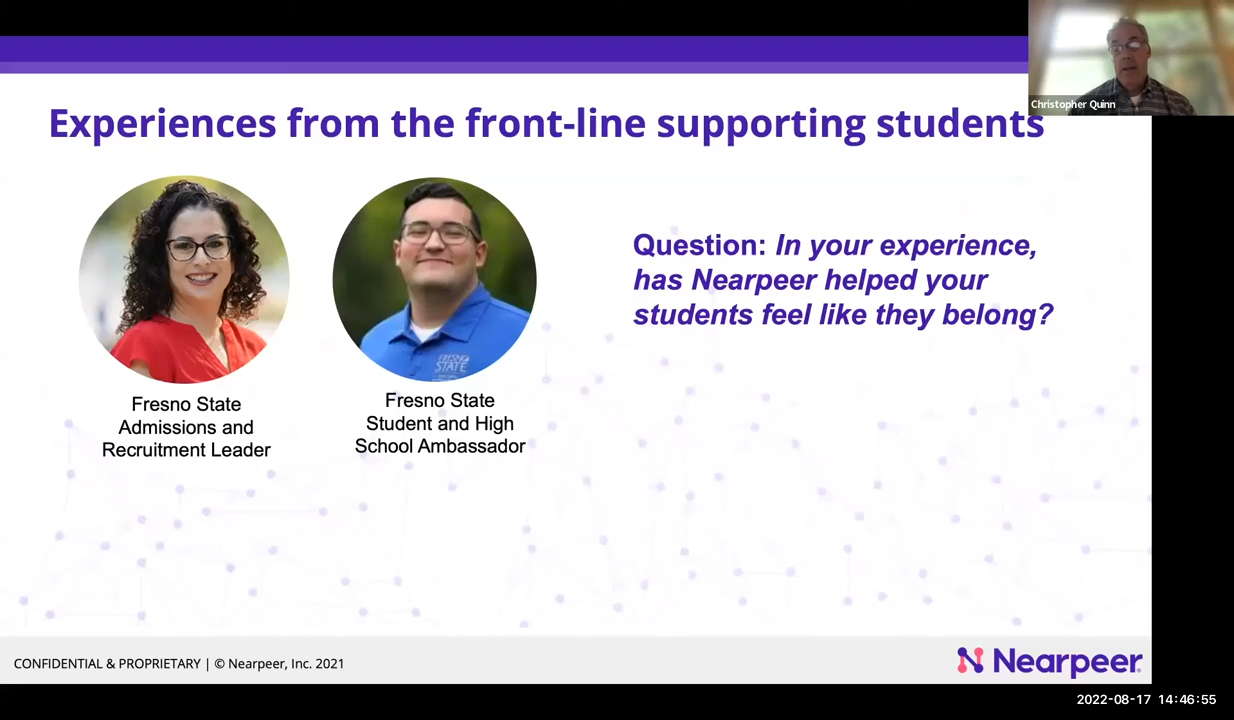 Christopher Quinn
Experiences from the front-line supporting students
Question: In your experience,
has Nearpeer helped your
students feel like they belong?
FRESNO
STATE
Fresno State
Admissions and
Recruitment Leader
Fresno State
Student and High
School Ambassador
CONFIDENTIAL & PROPRIETARY | © Nearpeer, Inc. 2021
Nearpeer
2022-08-17 14:46:55